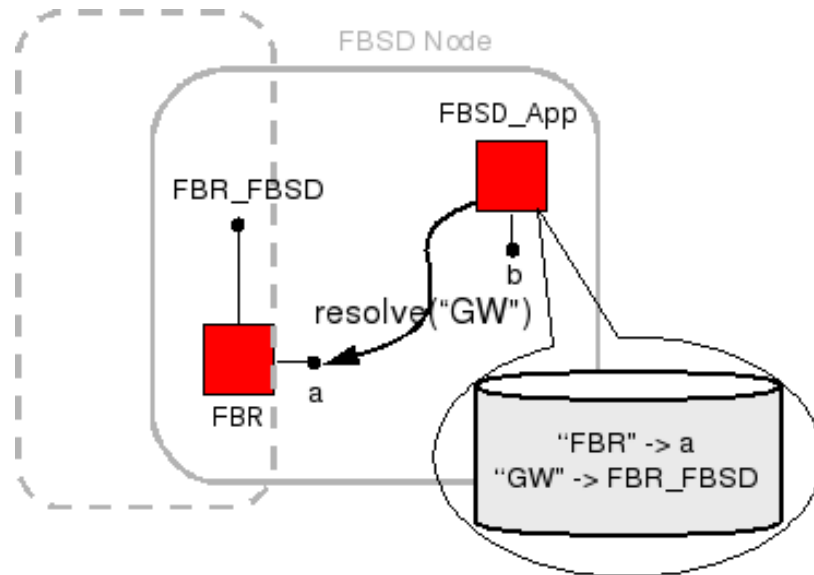 FBSD Node
FBSD_App
FBR_FBSD
b
resolve(“GW”)
a
FBR
“FBR” -> a
“GW” -> FBR_FBSD